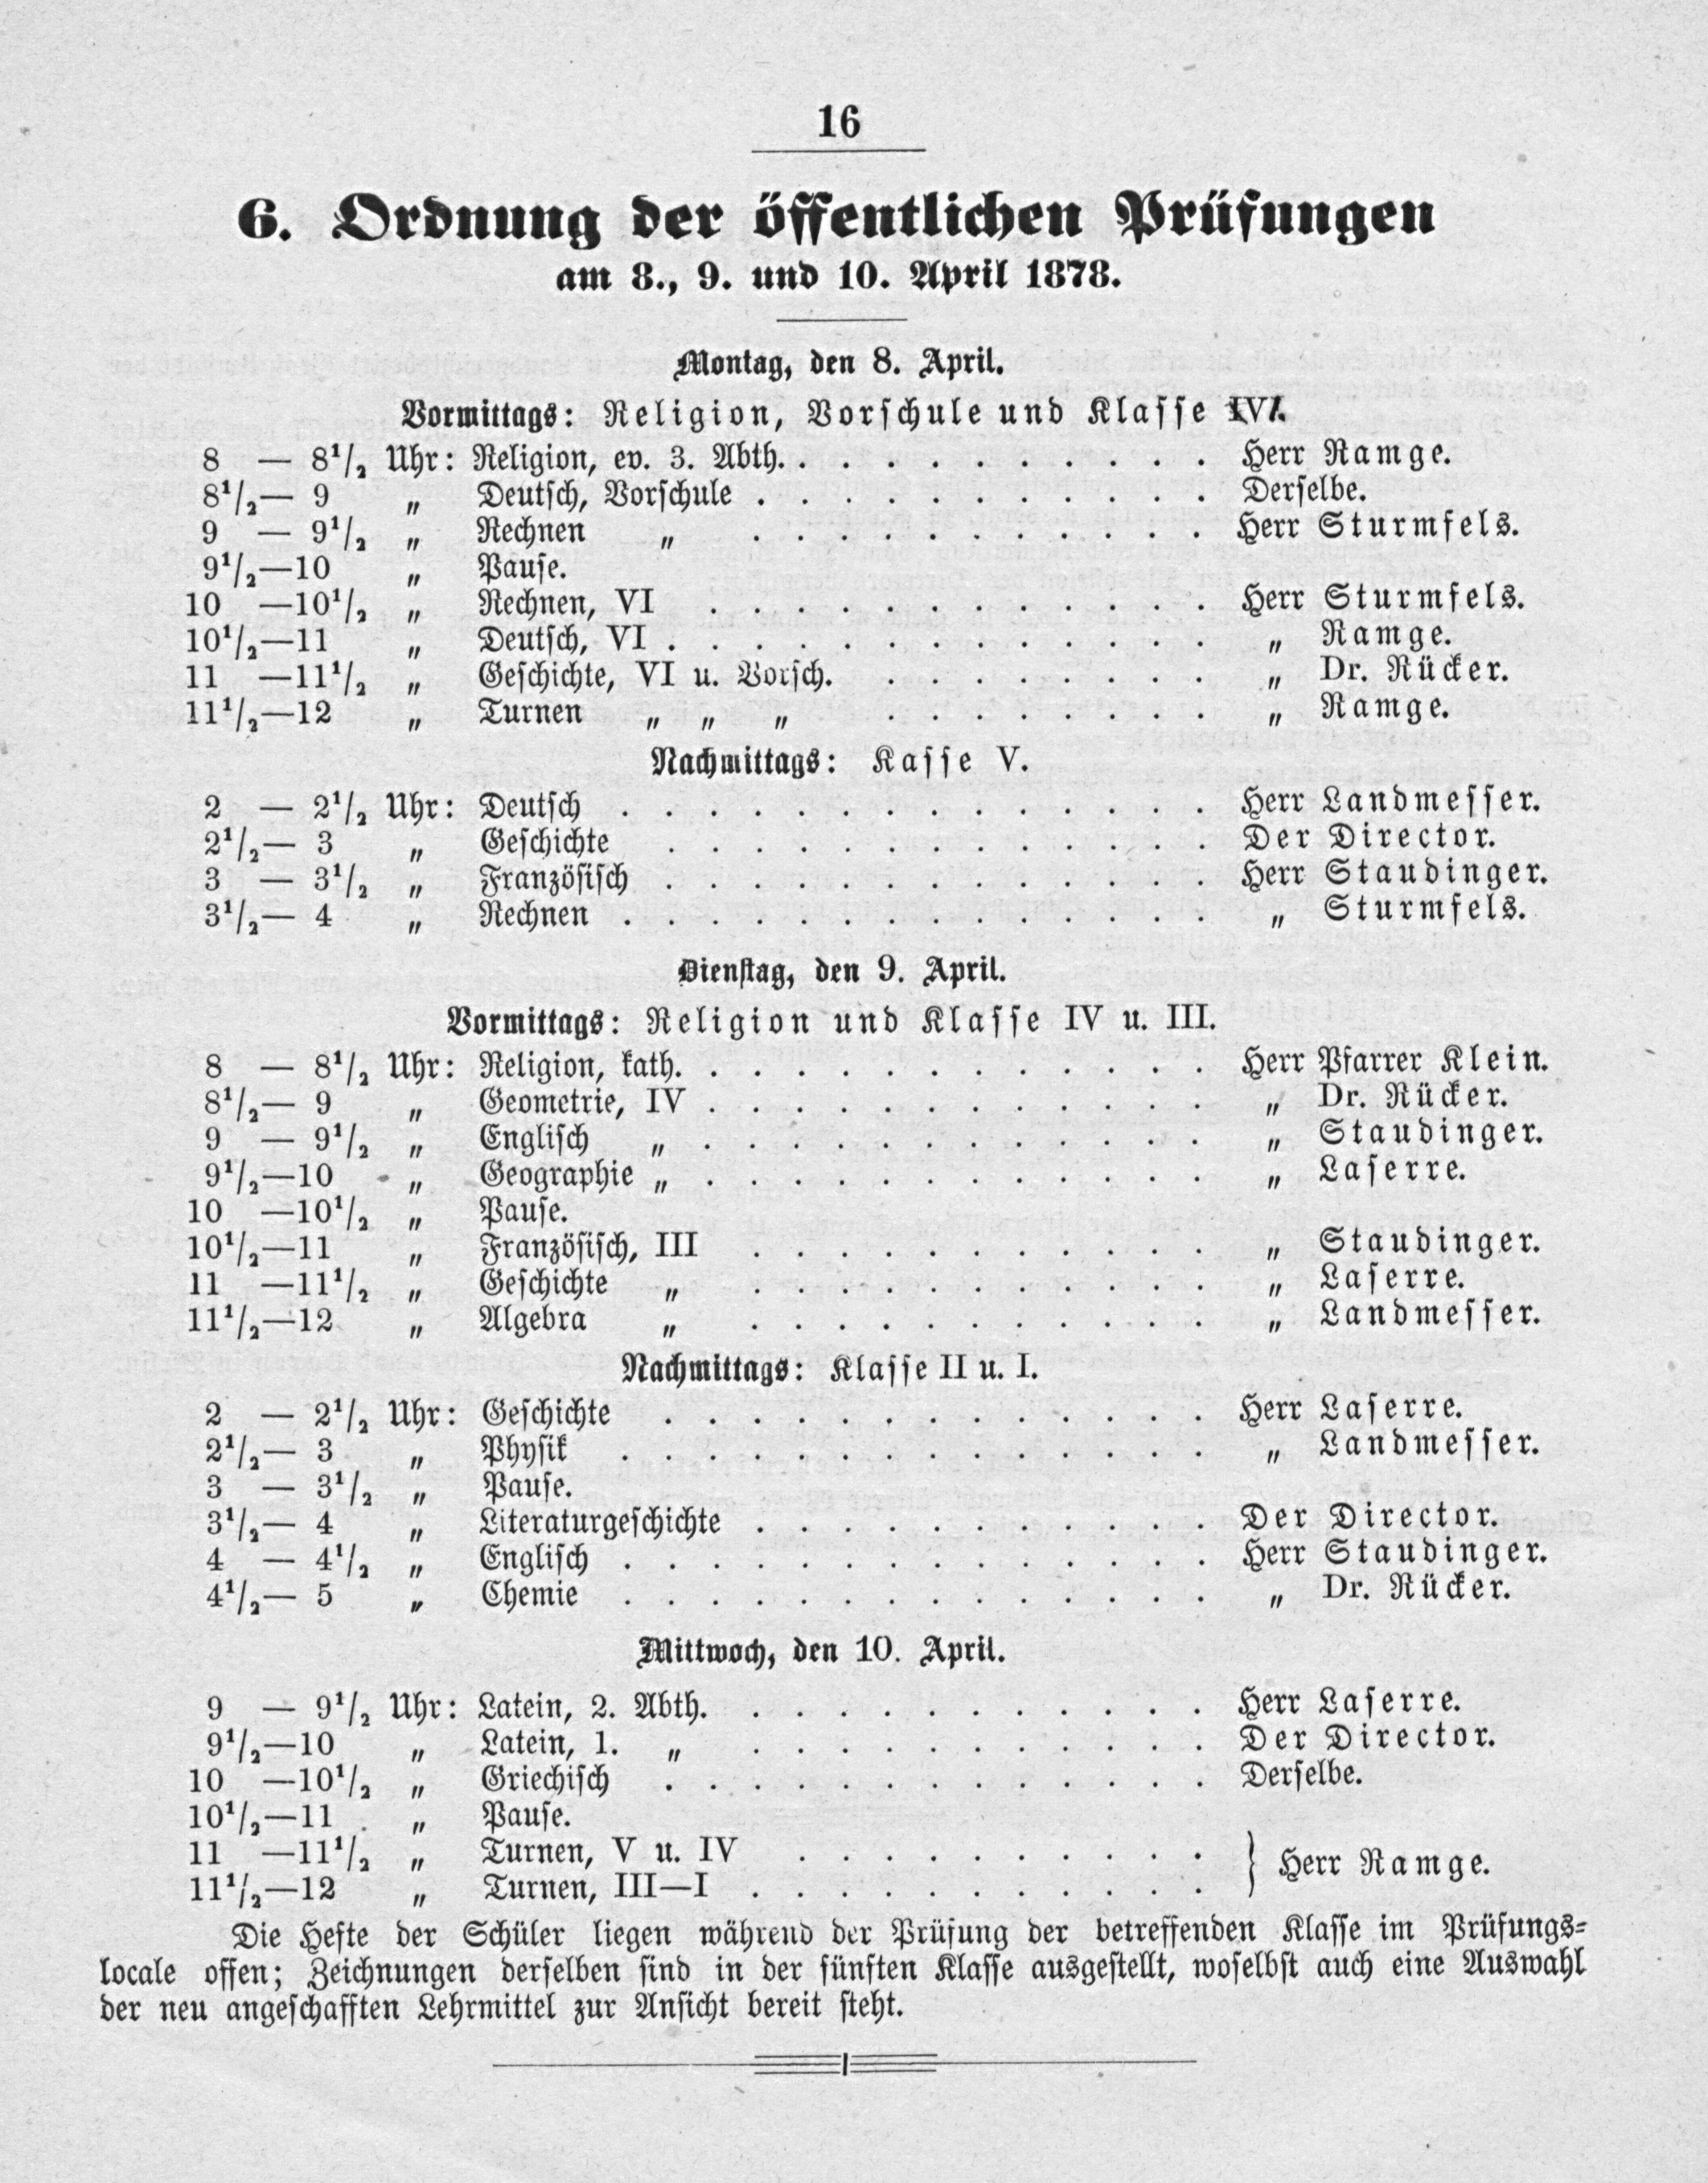 16
6. Ordnung der öffentlichen Prüfungen
am 8., 9. und 10. April 1878.
Montag, den 8. April.
Vormittags: Religion, Vorschule und Klasse VI.
8 — 8¹/₂ Uhr: Religion, ev. 3. Abth. . . . . . . . . . . Herr Ramge.
8¹/₂— 9 „ Deutsch, Vorschule . . . . . . . . . . . Derselbe.
9 — 9¹/₂ „ Rechnen „ . . . . . . . . . . . Herr Sturmfels.
9¹/₂—10 „ Pause.
10 —10¹/₂ „ Rechnen, VI . . . . . . . . . . . . Herr Sturmfels.
10¹/₂—11 „ Deutsch, VI . . . . . . . . . . . . . „ Ramge.
11 —11¹/₂ „ Geschichte, VI u. Vorsch. . . . . . . . . „ Dr. Rücker.
11¹/₂—12 „ Turnen „ „ „ . . . . . . . . „ Ramge.
Nachmittags: Kasse V.
2 — 2¹/₂ Uhr: Deutsch . . . . . . . . . . . . . . Herr Landmesser.
2¹/₂— 3 „ Geschichte . . . . . . . . . . . . . Der Director.
3 — 3¹/₂ „ Französisch . . . . . . . . . . . . . Herr Staudinger.
3¹/₂— 4 „ Rechnen . . . . . . . . . . . . . . „ Sturmfels.
Dienstag, den 9. April.
Vormittags: Religion und Klasse IV u. III.
8 — 8¹/₂ Uhr: Religion, kath. . . . . . . . . . . . . Herr Pfarrer Klein.
8¹/₂— 9 „ Geometrie, IV . . . . . . . . . . . . „ Dr. Rücker.
9 — 9¹/₂ „ Englisch „ . . . . . . . . . . . . „ Staudinger.
9¹/₂—10 „ Geographie „ . . . . . . . . . . . . „ Laserre.
10 —10¹/₂ „ Pause.
10¹/₂—11 „ Französisch, III . . . . . . . . . . . „ Staudinger.
11 —11¹/₂ „ Geschichte „ . . . . . . . . . . . „ Laserre.
11¹/₂—12 „ Algebra „ . . . . . . . . . . . „ Landmesser.
Nachmittags: Klasse II u. I.
2 — 2¹/₂ Uhr: Geschichte . . . . . . . . . . . . . Herr Laserre.
2¹/₂— 3 „ Physik . . . . . . . . . . . . . . „ Landmesser.
3 — 3¹/₂ „ Pause.
3¹/₂— 4 „ Literaturgeschichte . . . . . . . . . . . Der Director.
4 — 4¹/₂ „ Englisch . . . . . . . . . . . . . . Herr Staudinger.
4¹/₂— 5 „ Chemie . . . . . . . . . . . . . . „ Dr. Rücker.
Mittwoch, den 10. April.
9 — 9¹/₂ Uhr: Latein, 2. Abth. . . . . . . . . . . . Herr Laserre.
9¹/₂—10 „ Latein, 1. „ . . . . . . . . . . . Der Director.
10 —10¹/₂ „ Griechisch . . . . . . . . . . . . . Derselbe.
10¹/₂—11 „ Pause.
11 —11¹/₂ „ Turnen, V u. IV . . . . . . . . . . } Herr Ramge.
11¹/₂—12 „ Turnen, III—I . . . . . . . . . . .
Die Hefte der Schüler liegen während der Prüfung der betreffenden Klasse im Prüfungs-
locale offen; Zeichnungen derselben sind in der fünften Klasse ausgestellt, woselbst auch eine Auswahl
der neu angeschafften Lehrmittel zur Ansicht bereit steht.